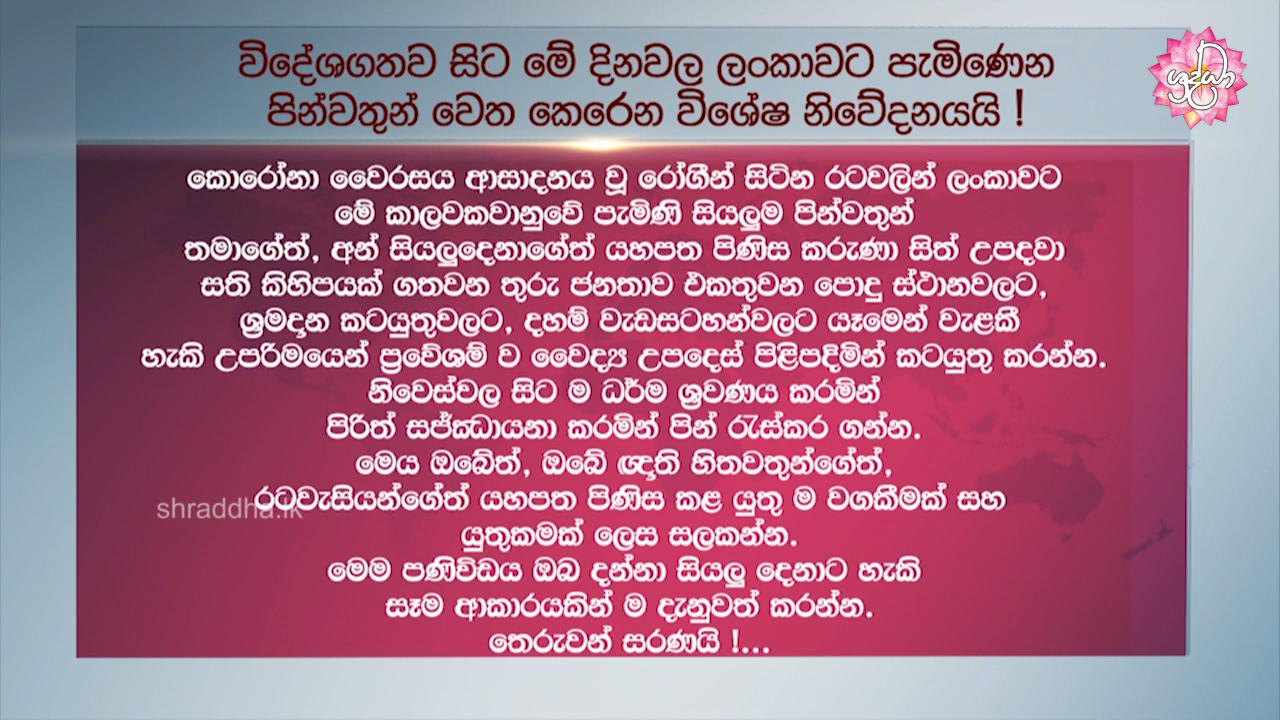 විදේශගතව සිට මේ දිනවල ලංකාවට පැමිණෙන
පින්වතුන් වෙත කෙරෙන විශේෂ නිවේදනයයි !
ශ්‍රද්ධා
කොරෝනා වෛරසය ආසාදනය වූ රෝගීන් සිටින රටවලින් ලංකාවට
මේ කාලවකවානුවේ පැමිණි සියලුම පින්වතුන්
තමාගේත්, අන් සියලුදෙනාගේත් යහපත පිණිස කරුණා සිත් උපදවා
සති කිහිපයක් ගතවන තුරු ජනතාව එකතුවන පොදු ස්ථානවලට,
ශ්‍රමදාන කටයුතුවලට, දහම් වැඩසටහන්වලට යෑමෙන් වැළකී
හැකි උපරිමයෙන් ප්‍රවේශම් ව වෛද්‍ය උපදෙස් පිළිපදිමින් කටයුතු කරන්න.
නිවෙස්වල සිට ම ධර්ම ශ්‍රවණය කරමින්
පිරිත් සජ්ඣායනා කරමින් පින් රැස්කර ගන්න.
මෙය ඔබේත්, ඔබේ ඥාති හිතවතුන්ගේත්,
රටවැසියන්ගේත් යහපත පිණිස කළ යුතු ම වගකීමක් සහ
shraddha.lk
යුතුකමක් ලෙස සලකන්න.
මෙම පණිවිඩය ඔබ දන්නා සියලු දෙනාට හැකි
සෑම ආකාරයකින් ම දැනුවත් කරන්න.
තෙරුවන් සරණයි !...